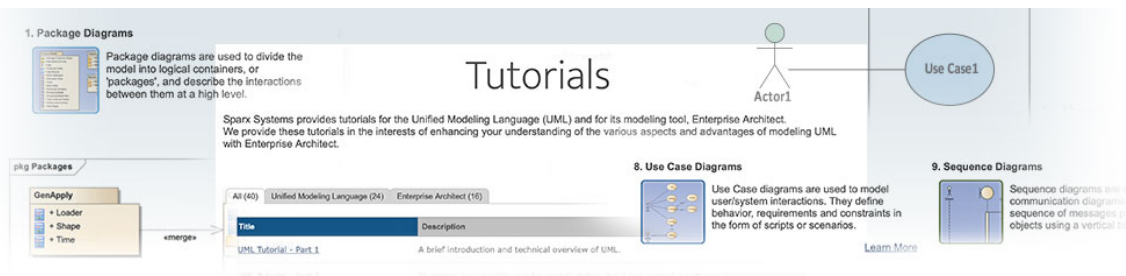 1. Package Diagrams
Package diagrams are used to divide the
model into logical containers, or
'packages', and describe the interactions
between them at a high level.
Tutorials
Actor1
Use Case1
Sparx Systems provides tutorials for the Unified Modeling Language (UML) and for its modeling tool, Enterprise Architect.
We provide these tutorials in the interests of enhancing your understanding of the various aspects and advantages of modeling UML
with Enterprise Architect.
pkg Packages
GenApply
+ Loader
+ Shape
+ Time
«merge»
All (40) Unified Modeling Language (24) Enterprise Architect (16)
Title Description
UML Tutorial - Part 1 A brief introduction and technical overview of UML.
8. Use Case Diagrams
Use Case diagrams are used to model
user/system interactions. They define
behavior, requirements and constraints in
the form of scripts or scenarios.
Learn More
9. Sequence Diagrams
Sequence diagrams are
communication diagrams
sequence of messages
objects using a vertical